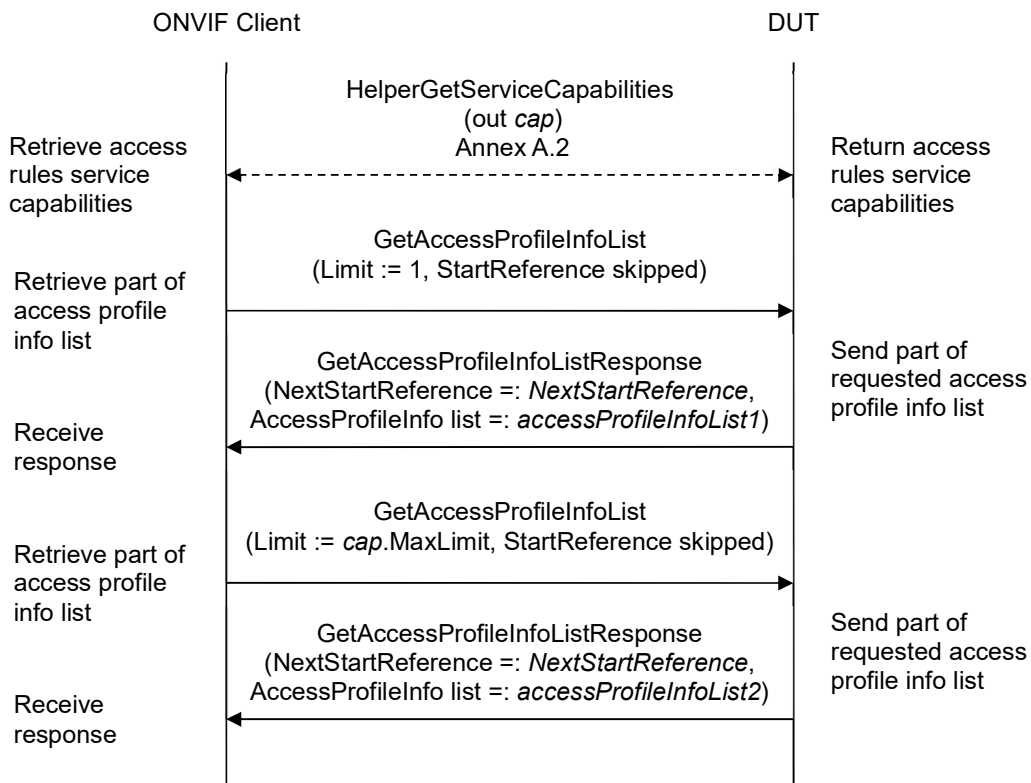 ONVIF Client
DUT
HelperGetServiceCapabilities
(out cap)
Annex A.2
Retrieve access
rules service
capabilities
Return access
rules service
capabilities
GetAccessProfileInfoList
(Limit := 1, StartReference skipped)
Retrieve part of
access profile
info list
GetAccessProfileInfoListResponse
(NextStartReference =: NextStartReference,
AccessProfileInfo list =: accessProfileInfoList1)
Send part of
requested access
profile info list
Receive
response
GetAccessProfileInfoList
(Limit := cap.MaxLimit, StartReference skipped)
Retrieve part of
access profile
info list
GetAccessProfileInfoListResponse
(NextStartReference =: NextStartReference,
AccessProfileInfo list =: accessProfileInfoList2)
Send part of
requested access
profile info list
Receive
response